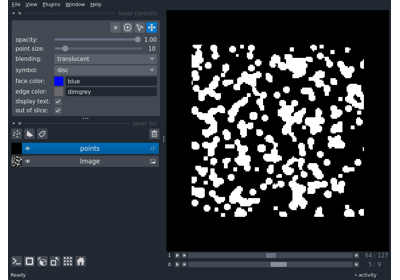 File View Plugins Window Help
layer controls
opacity: 1.00
point size: 10
blending: translucent
symbol: disc
face color: blue
edge color: dimgrey
display text:
out of slice:
layer list
points
Image
1 64 127
0 5 9
Ready activity